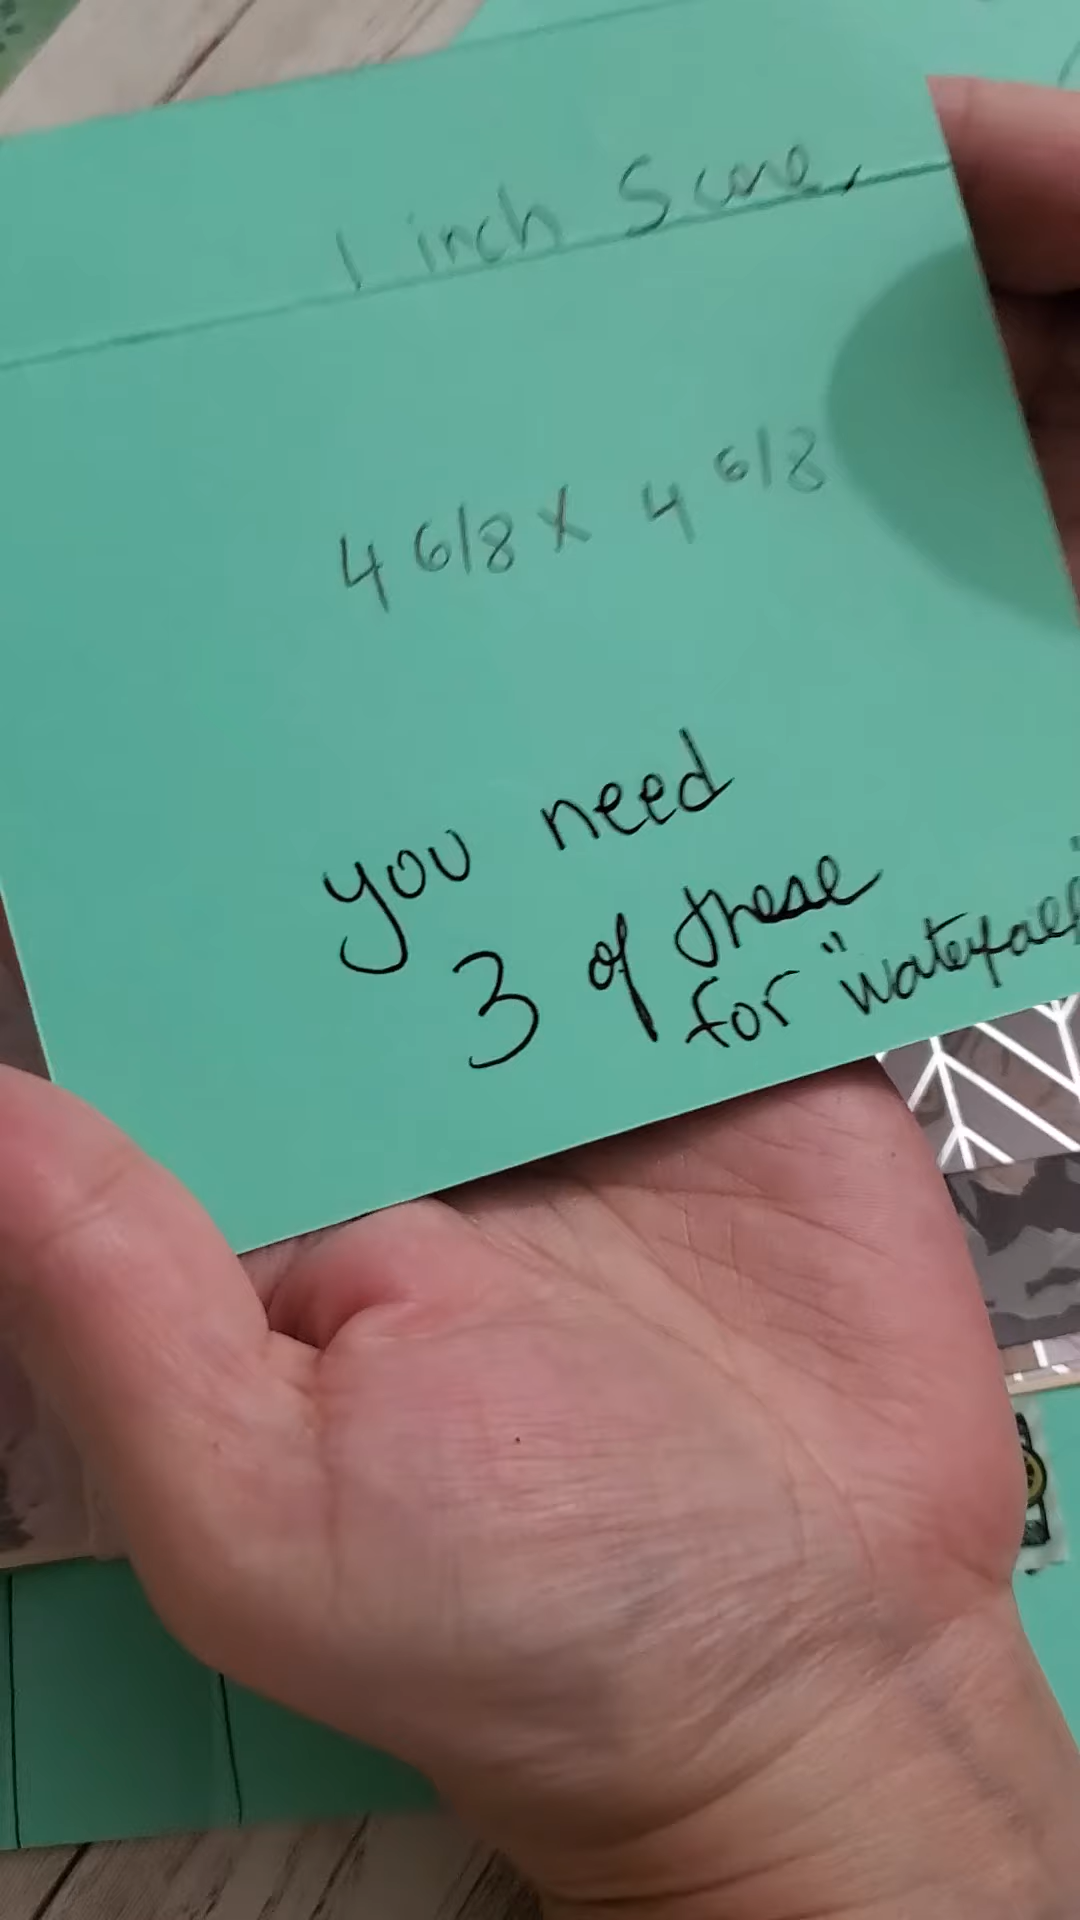 1 inch Score
4 6/8 x 4 6/8
you need
3 of these
for "waterfall"